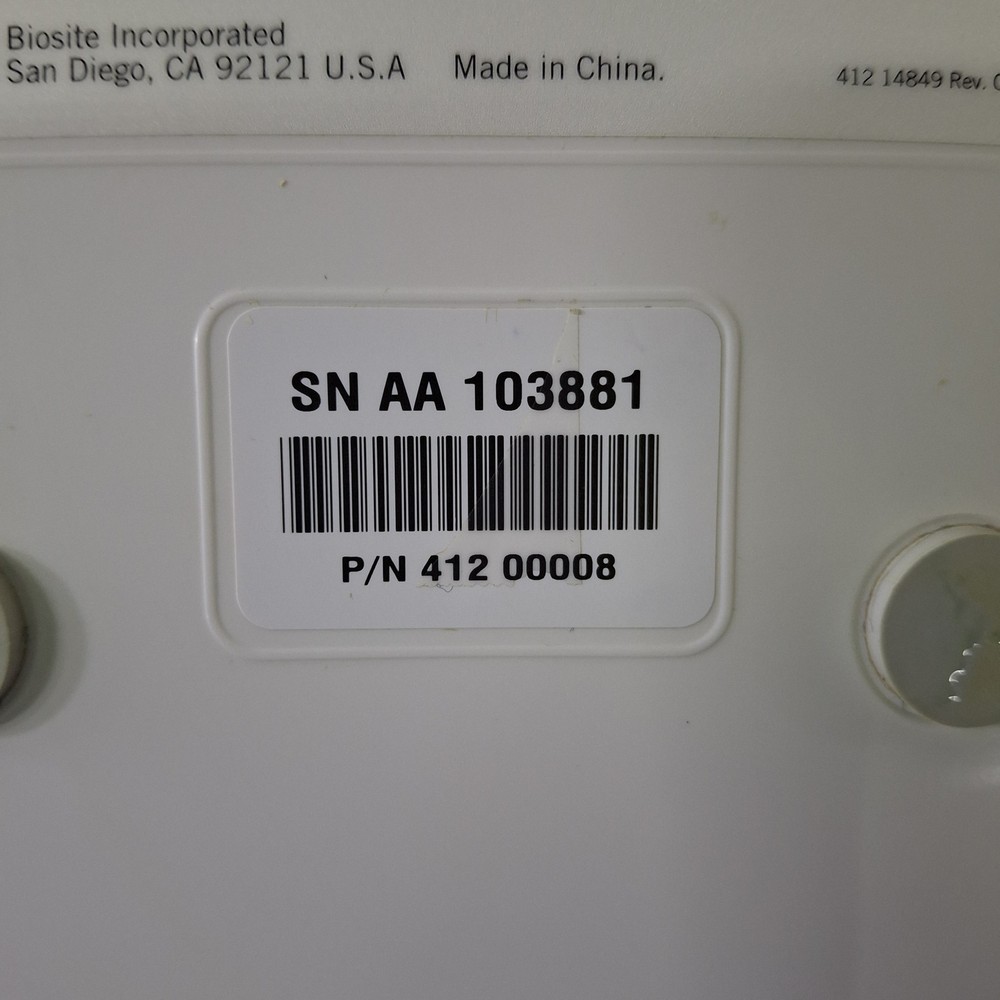 Biosite Incorporated
San Diego, CA 92121 U.S.A Made in China.
412 14849 Rev.
SN AA 103881
P/N 412 00008